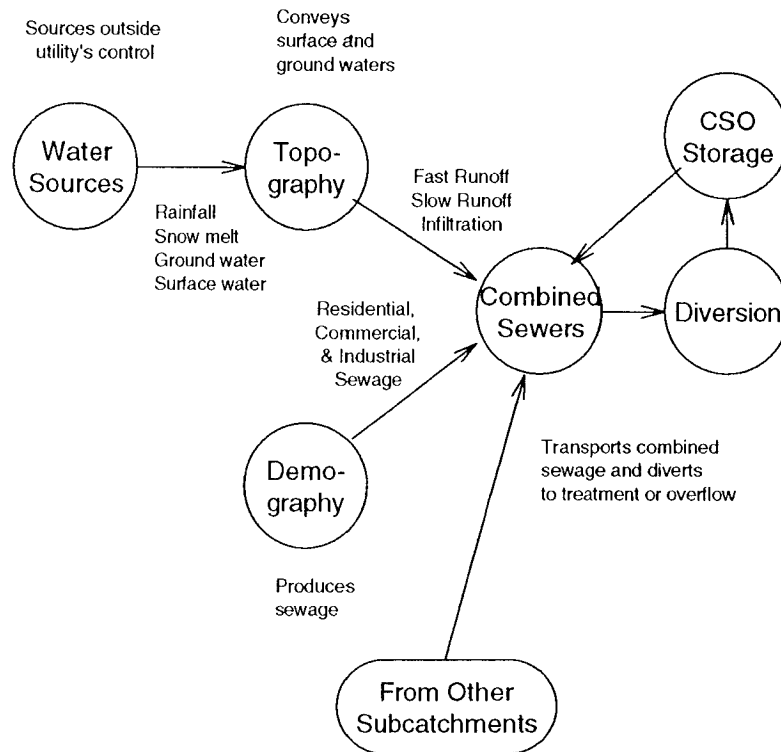 Sources outside
utility's control
Conveys
surface and
ground waters
Water
Sources
Topo-
graphy
CSO
Storage
Rainfall
Snow melt
Ground water
Surface water
Fast Runoff
Slow Runoff
Infiltration
Residential,
Commercial,
& Industrial
Sewage
Combined
Sewers
Diversion
Demo-
graphy
Transports combined
sewage and diverts
to treatment or overflow
Produces
sewage
From Other
Subcatchments